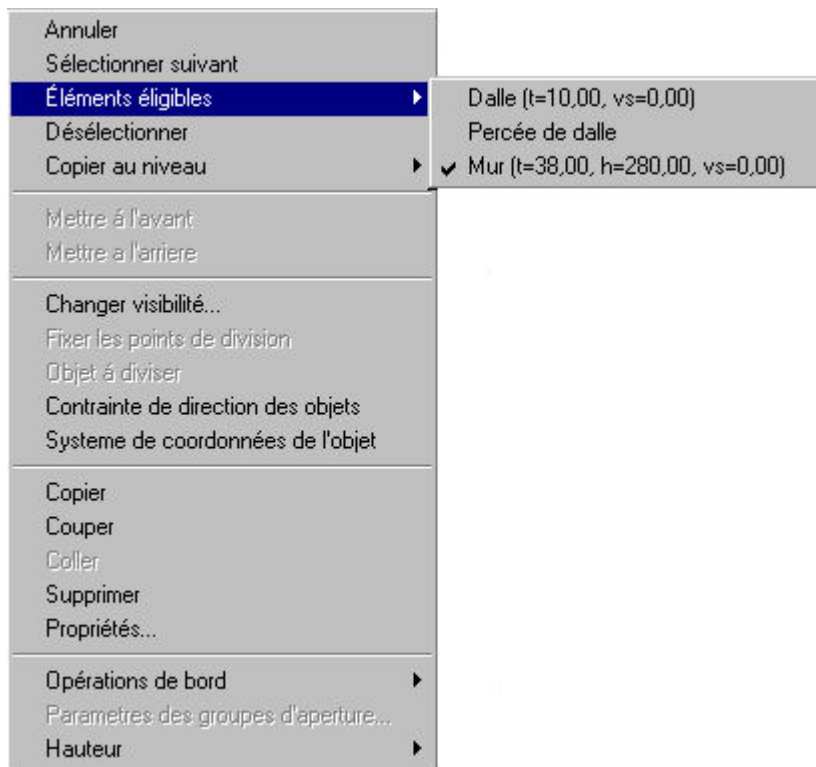 Annuler
Sélectionner suivant
Éléments éligibles
Désélectionner
Copier au niveau
Dalle (t=10,00, vs=0,00)
Percée de dalle
Mur (t=38,00, h=280,00, vs=0,00)
Mettre á l'avant
Mettre a l'arriere
Changer visibilité...
Fixer les points de division
Objet á diviser
Contrainte de direction des objets
Systeme de coordonnées de l'objet
Copier
Couper
Coller
Supprimer
Propriétés...
Opérations de bord
Parametres des groupes d'aperture...
Hauteur